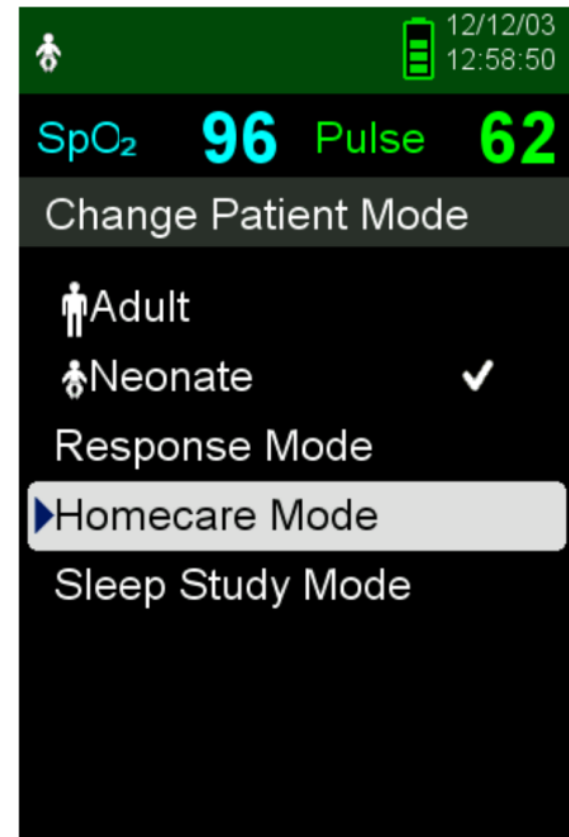 12/12/03
12:58:50
SpO₂ 96 Pulse 62
Change Patient Mode
Adult
Neonate
Response Mode
Homecare Mode
Sleep Study Mode